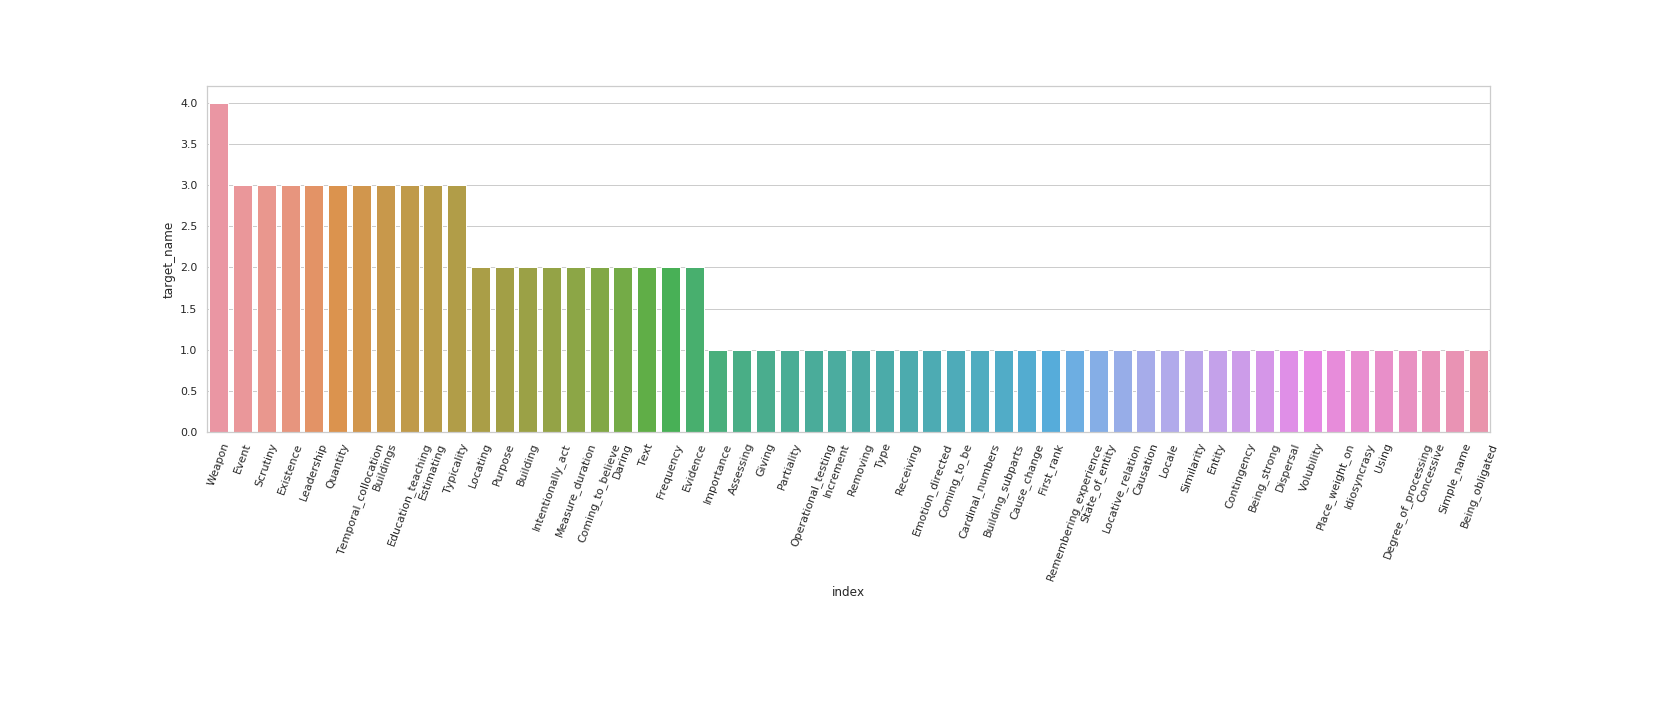 4.0
3.5
3.0
2.5
2.0
1.5
1.0
0.5
0.0
target_name
Weapon
Event
Scrutiny
Existence
Leadership
Quantity
Temporal_collocation
Buildings
Education_teaching
Estimating
Typicality
Locating
Purpose
Building
Intentionally_act
Measure_duration
Coming_to_believe
Daring
Text
Frequency
Evidence
Importance
Assessing
Giving
Partiality
Operational_testing
Increment
Removing
Type
Receiving
Emotion_directed
Coming_to_be
Cardinal_numbers
Building_subparts
Cause_change
First_rank
Remembering_experience
State_of_entity
Locative_relation
Causation
Locale
Similarity
Entity
Contingency
Being_strong
Dispersal
Volubility
Place_weight_on
Idiosyncrasy
Using
Degree_of_processing
Concessive
Simple_name
Being_obligated
index